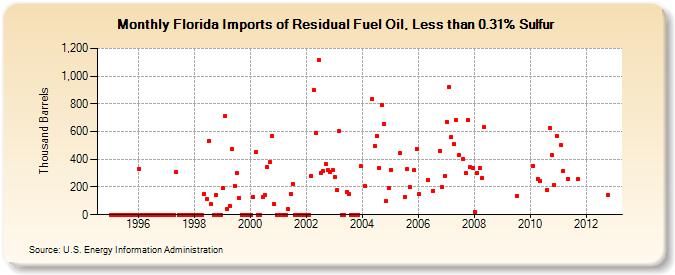 Monthly Florida Imports of Residual Fuel Oil, Less than 0.31% Sulfur
Thousand Barrels
1,200
1,000
800
600
400
200
0
1996 1998 2000 2002 2004 2006 2008 2010 2012
Source: U.S. Energy Information Administration